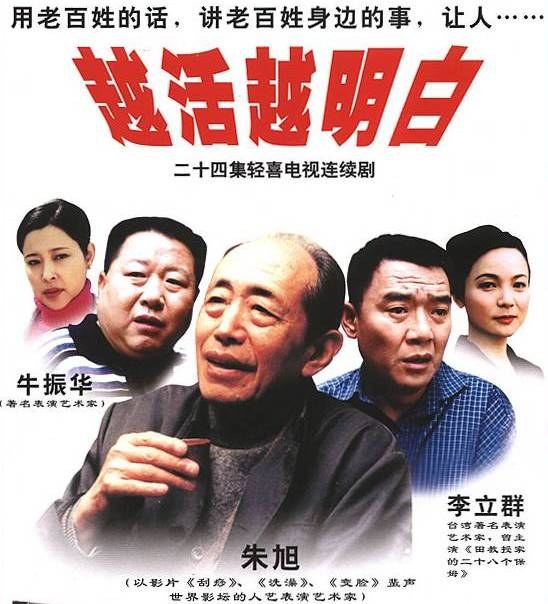 用老百姓的话，讲老百姓身边的事，让人……
越活越明白
二十四集轻喜电视连续剧
牛振华
（著名表演艺术家）
李立群
台湾著名表演
艺术家，曾主
演《田教授家
的二十八个保
姆》
朱旭
（以影片《刮痧》、《洗澡》、《变脸》蜚声
世界影坛的人艺表演艺术家）